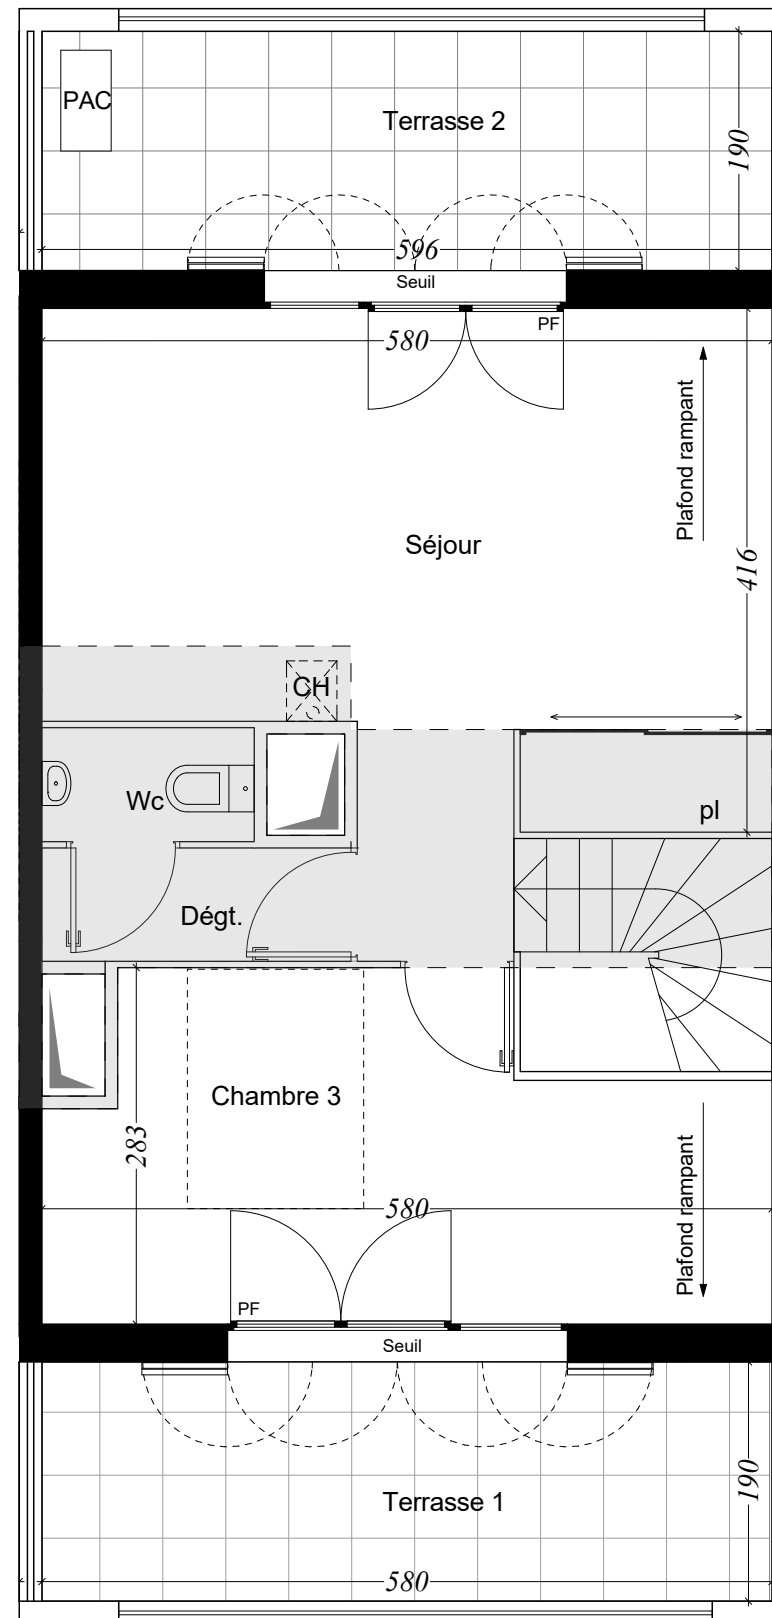 PAC
Terrasse 2
190
596
Seuil
PF
580
Plafond rampant
Séjour
416
CH
Wc
pl
Dégt.
Chambre 3
283
580
Plafond rampant
PF
Seuil
Terrasse 1
190
580